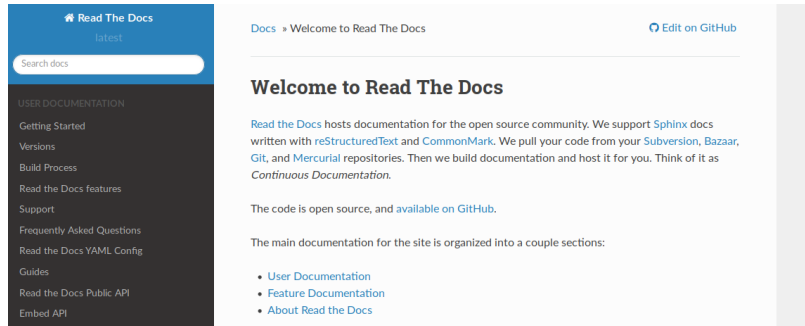 Read The Docs
latest
Search docs
USER DOCUMENTATION
Getting Started
Versions
Build Process
Read the Docs features
Support
Frequently Asked Questions
Read the Docs YAML Config
Guides
Read the Docs Public API
Embed API
Docs » Welcome to Read The Docs
Edit on GitHub
Welcome to Read The Docs
Read the Docs hosts documentation for the open source community. We support Sphinx docs
written with reStructuredText and CommonMark. We pull your code from your Subversion, Bazaar,
Git, and Mercurial repositories. Then we build documentation and host it for you. Think of it as
Continuous Documentation.
The code is open source, and available on GitHub.
The main documentation for the site is organized into a couple sections:
• User Documentation
• Feature Documentation
• About Read the Docs